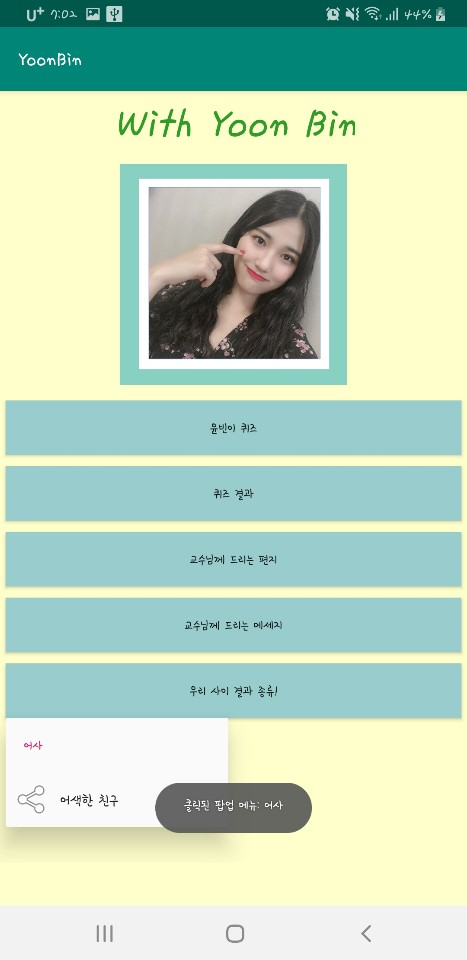 U+ 7:02 44%
YoonBin
With Yoon Bin
윤빈이 퀴즈
퀴즈 결과
교수님께 드리는 편지
교수님께 드리는 메세지
우리 사이 결과 종류!
어사
어색한 친구
클릭된 팝업 메뉴: 어사